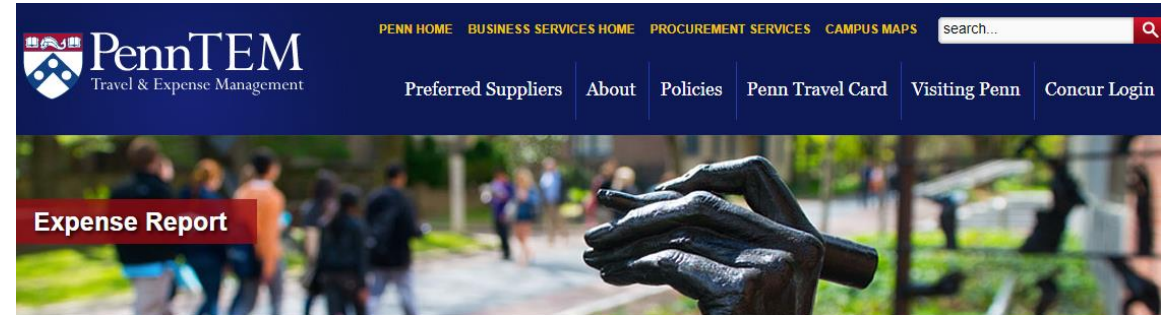 PENN HOME BUSINESS SERVICES HOME PROCUREMENT SERVICES CAMPUS MAPS search...
PennTEM
Travel & Expense Management
Preferred Suppliers About Policies Penn Travel Card Visiting Penn Concur Login
Expense Report